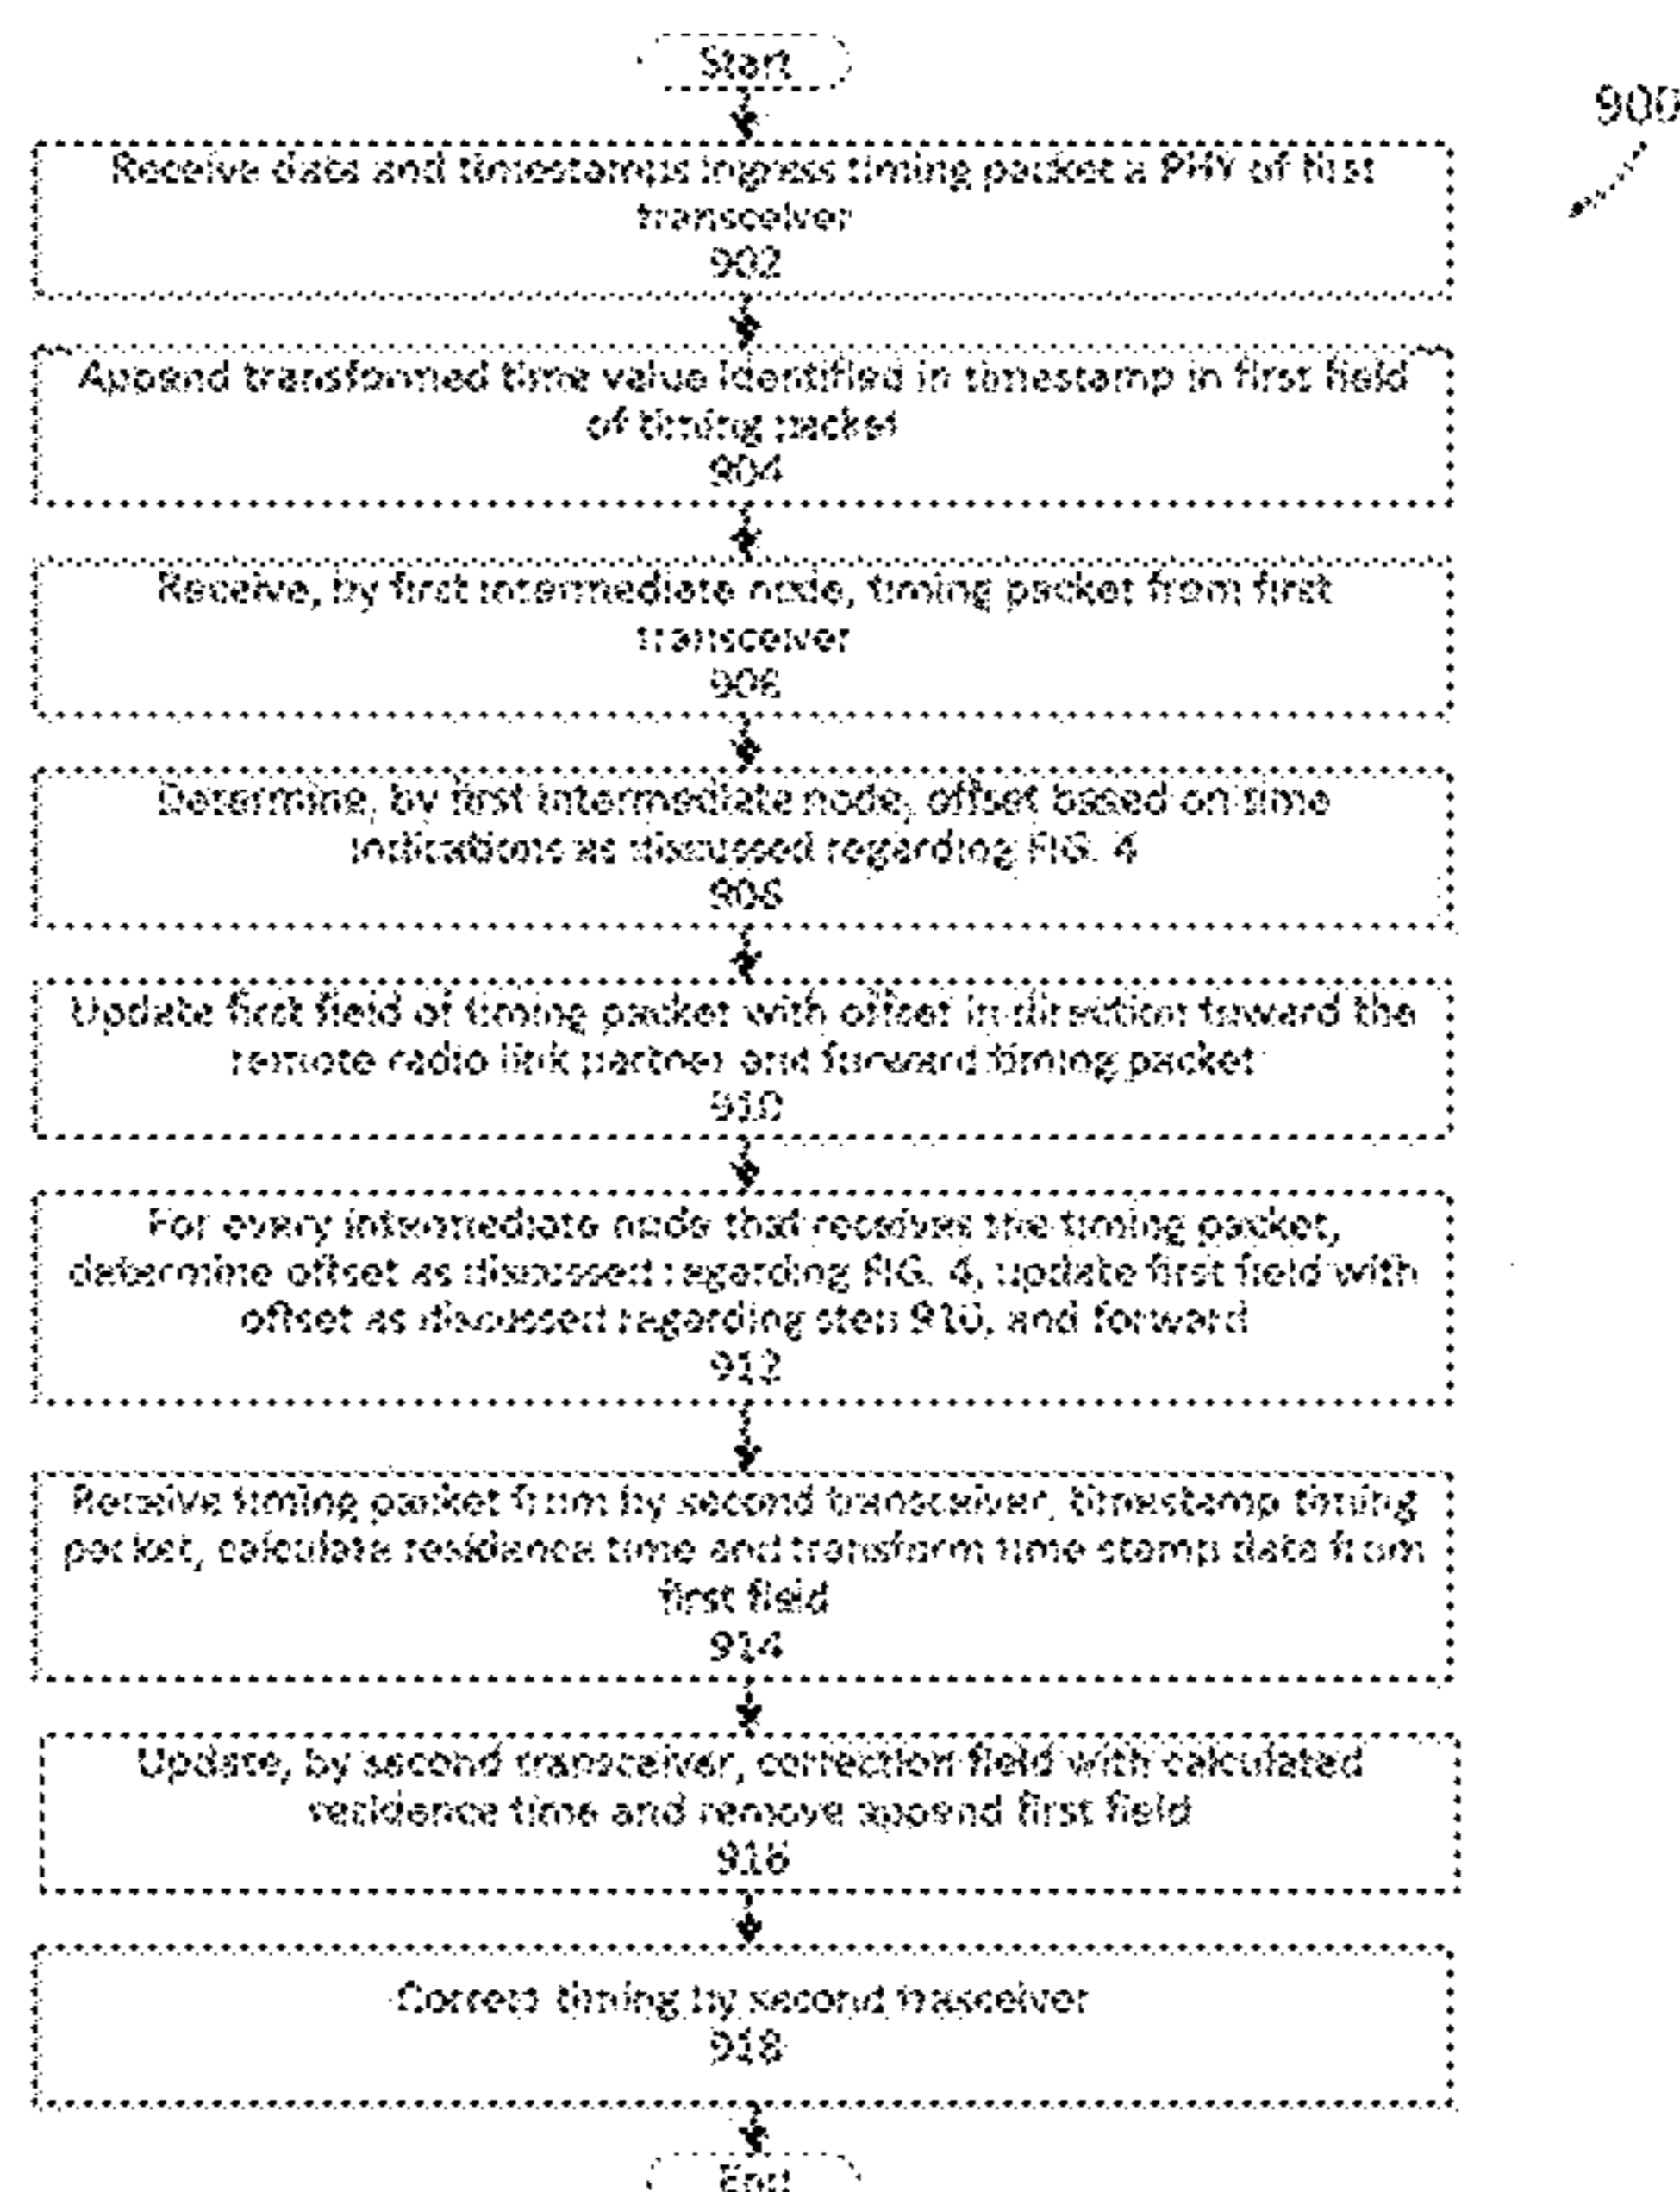 Start
900
Receive data and timestamps ingress timing packet a PHY of first
transceiver
902
Append transformed time value identified in timestamp in first field
of timing packet
904
Receive, by first intermediate node, timing packet from first
transceiver
906
Determine, by first intermediate node, offset based on time
indications as discussed regarding FIG. 4
908
Update first field of timing packet with offset in direction toward the
remote radio link partner and forward timing packet
910
For every intermediate node that receives the timing packet,
determine offset as discussed regarding FIG. 4, update first field with
offset as discussed regarding step 910, and forward
912
Receive timing packet from by second transceiver, timestamp timing
packet, calculate residence time and transform time stamp data from
first field
914
Update, by second transceiver, correction field with calculated
residence time and remove append first field
916
Correct timing by second trasceiver
918
End